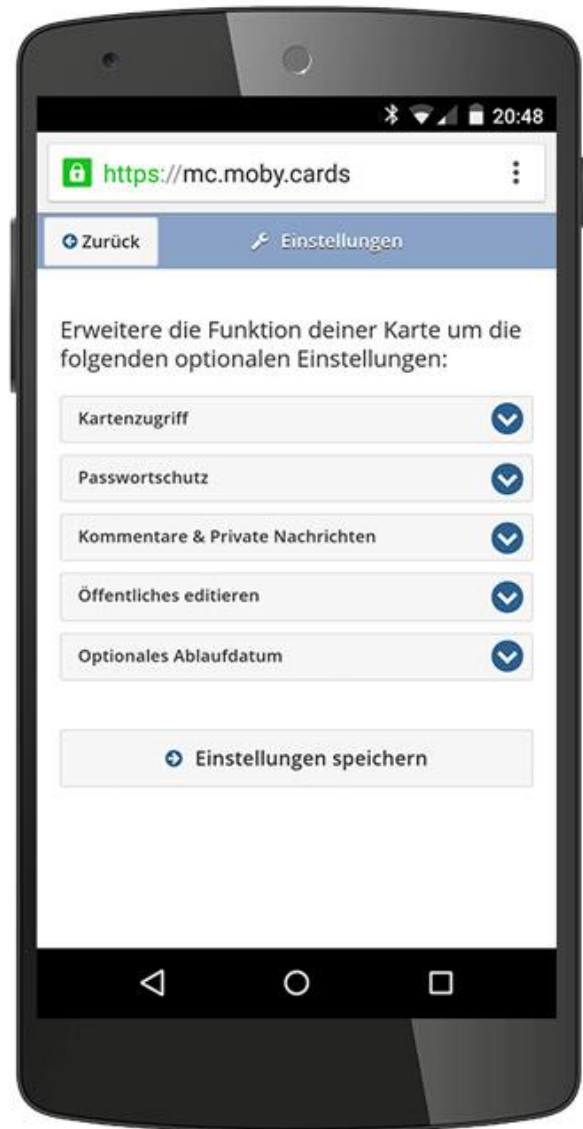 20:48
https://mc.moby.cards
Zurück
Einstellungen
Erweitere die Funktion deiner Karte um die
folgenden optionalen Einstellungen:
Kartenzugriff
Passwortschutz
Kommentare & Private Nachrichten
Öffentliches editieren
Optionales Ablaufdatum
Einstellungen speichern